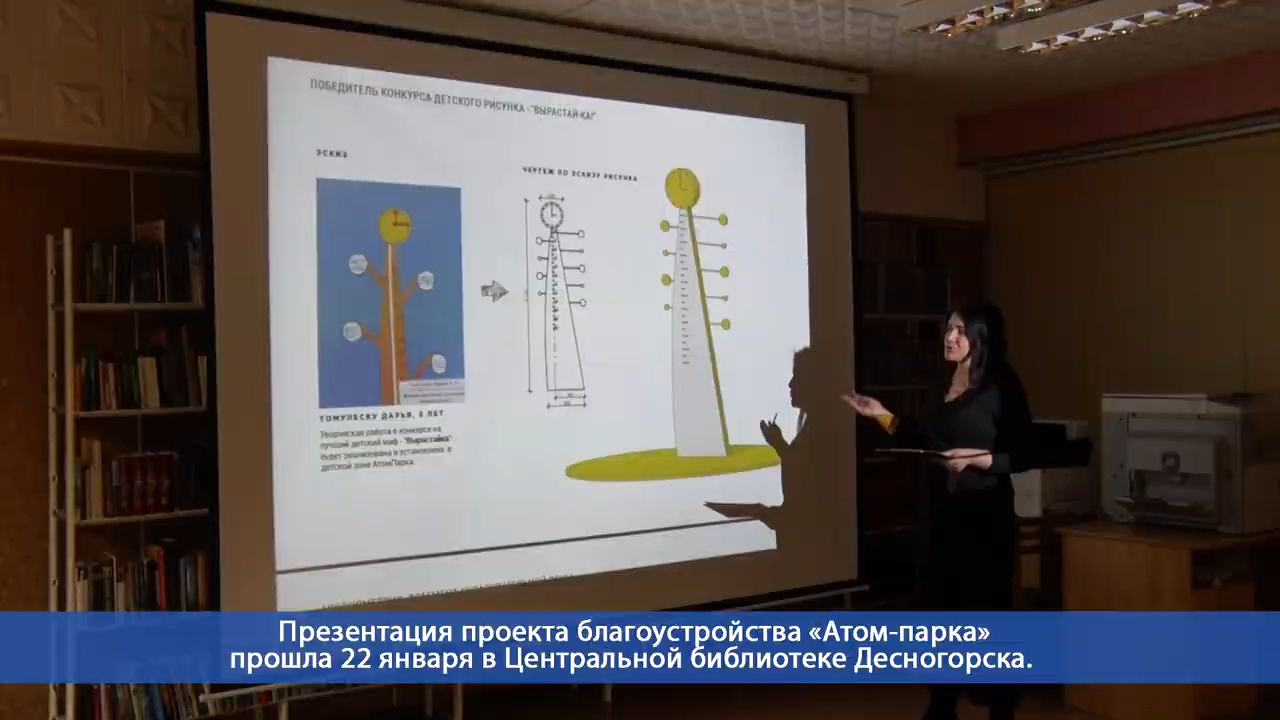 ПОБЕДИТЕЛЬ КОНКУРСА ДЕТСКОГО РИСУНКА - "ВЫРАСТАЙ-КА!"
ЭСКИЗ
ЧЕРТЕЖ ПО ЭСКИЗУ РИСУНКА
ТОМУЛЕСКУ ДАРЬЯ, 5 ЛЕТ
Творческая работа в конкурсе на
лучший детский маф - "Вырастайка"
будет реализована и установлена в
детской зоне АтомПарка.
Презентация проекта благоустройства «Атом-парка»
прошла 22 января в Центральной библиотеке Десногорска.